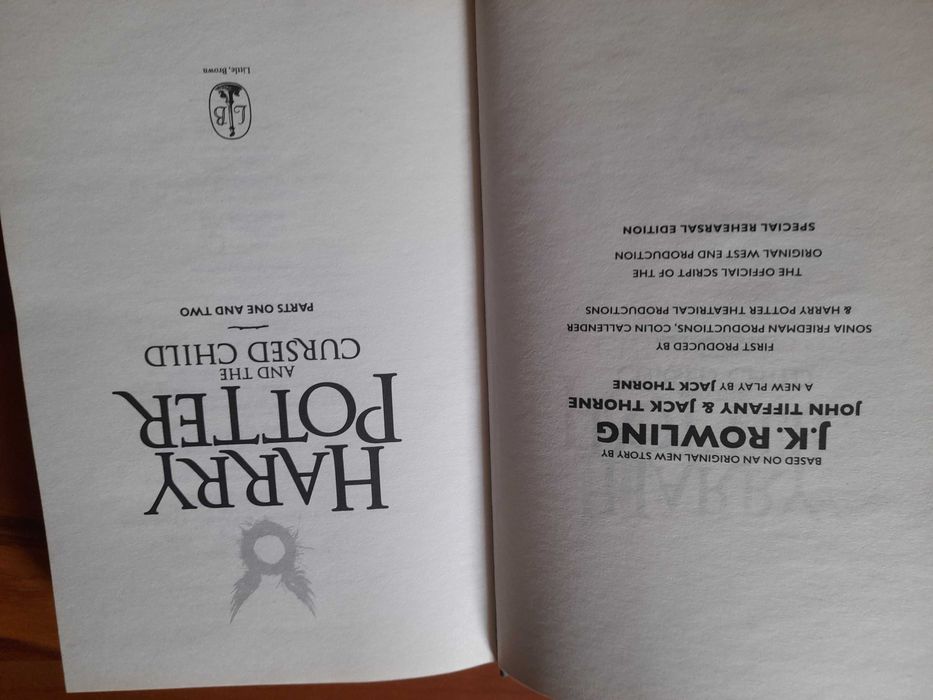 BASED ON AN ORIGINAL NEW STORY BY
J.K. ROWLING
JOHN TIFFANY & JACK THORNE
A NEW PLAY BY JACK THORNE
FIRST PRODUCED BY
SONIA FRIEDMAN PRODUCTIONS, COLIN CALLENDER
& HARRY POTTER THEATRICAL PRODUCTIONS
THE OFFICIAL SCRIPT OF THE
ORIGINAL WEST END PRODUCTION
SPECIAL REHEARSAL EDITION
HARRY
POTTER
AND THE
CURSED CHILD
PARTS ONE AND TWO
L B
Little, Brown